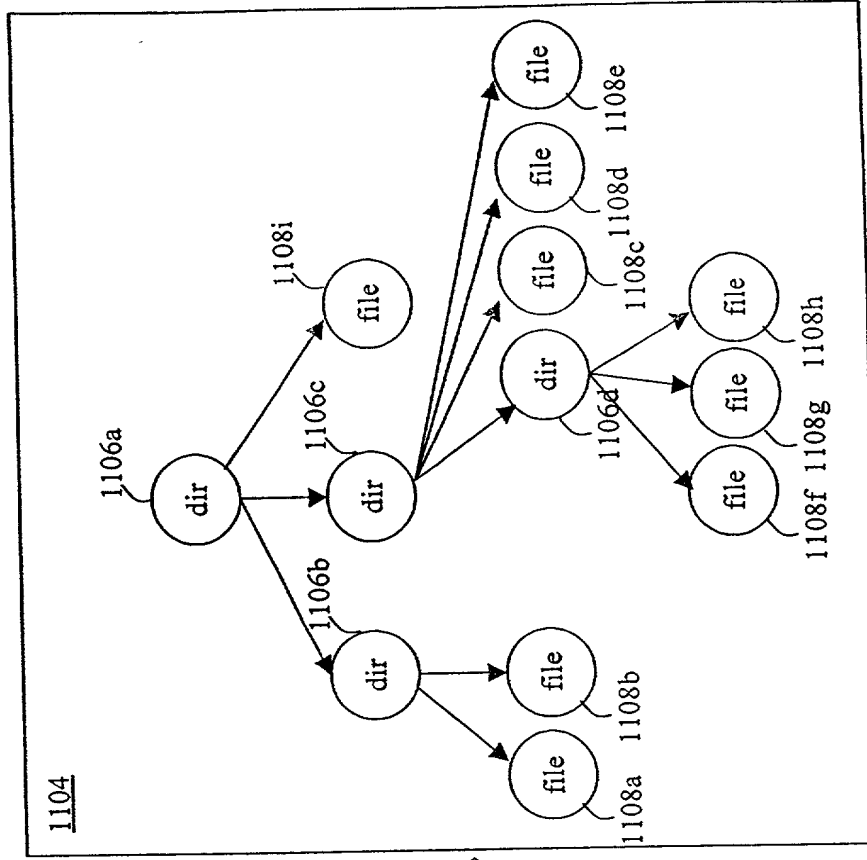 1104
1106a
dir
1108i
file
1106c
dir
1106b
dir
file
1108e
file
1108d
file
1108c
dir
1106d
file
1108b
file
1108a
file
1108h
file
1108g
file
1108f